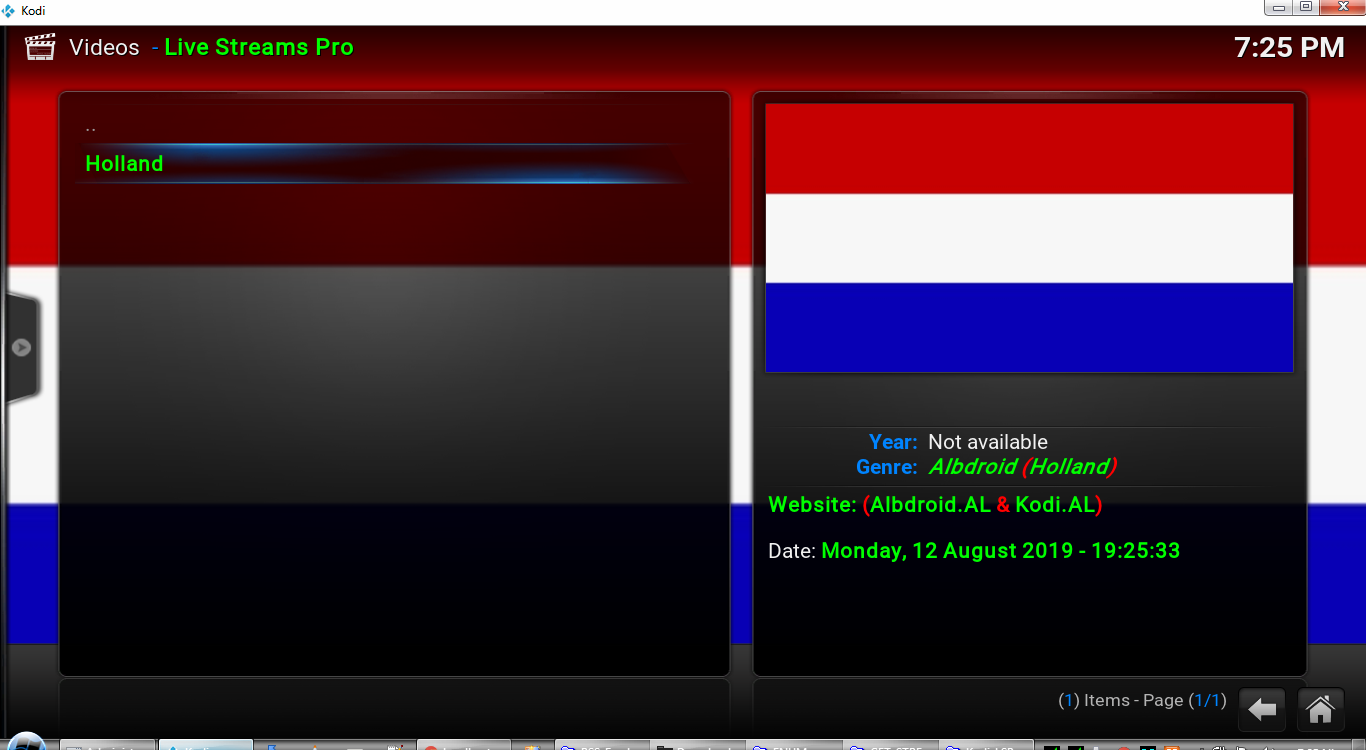 Kodi
Videos - Live Streams Pro
7:25 PM
..
Holland
Year: Not available
Genre: Albdroid (Holland)
Website: (Albdroid.AL & Kodi.AL)
Date: Monday, 12 August 2019 - 19:25:33
(1) Items - Page (1/1)